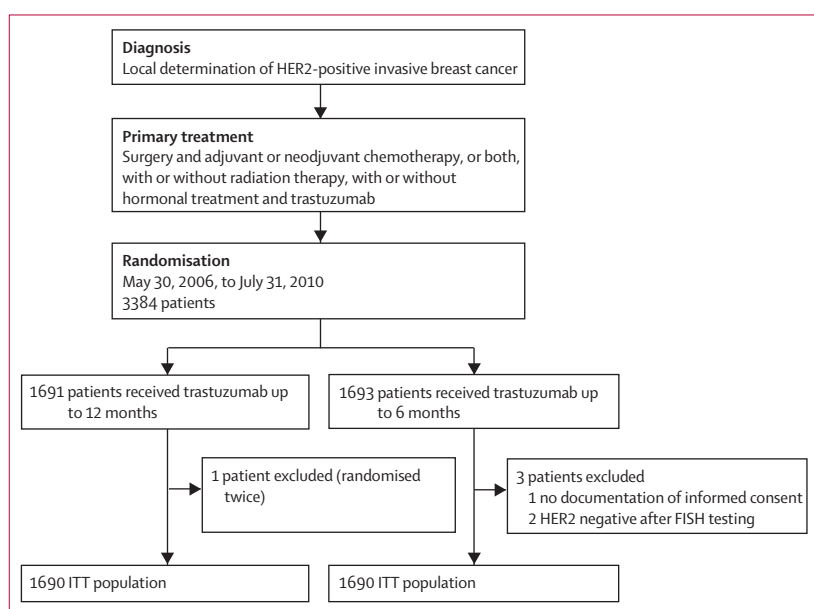 Diagnosis
Local determination of HER2-positive invasive breast cancer
Primary treatment
Surgery and adjuvant or neodjuvant chemotherapy, or both,
with or without radiation therapy, with or without
hormonal treatment and trastuzumab
Randomisation
May 30, 2006, to July 31, 2010
3384 patients
1691 patients received trastuzumab up
to 12 months
1693 patients received trastuzumab up
to 6 months
1 patient excluded (randomised
twice)
3 patients excluded
1 no documentation of informed consent
2 HER2 negative after FISH testing
1690 ITT population
1690 ITT population